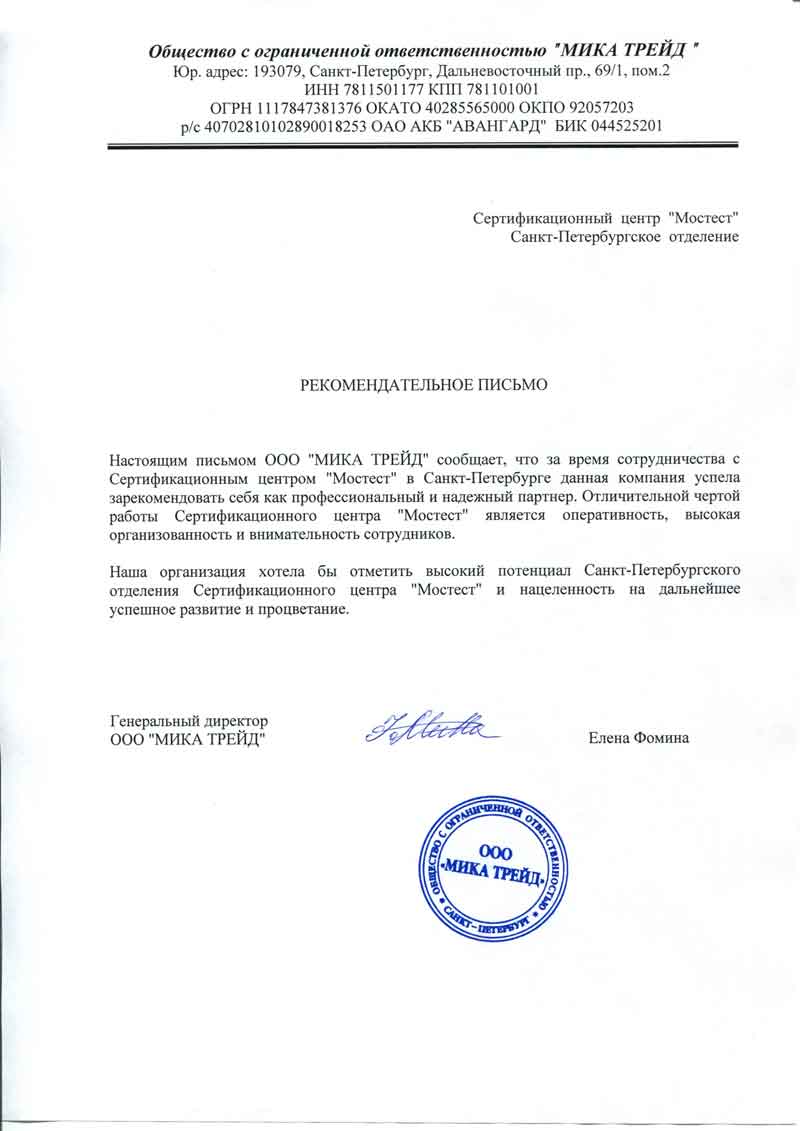 Общество с ограниченной ответственностью "МИКА ТРЕЙД "
Юр. адрес: 193079, Санкт-Петербург, Дальневосточный пр., 69/1, пом.2
ИНН 7811501177 КПП 781101001
ОГРН 1117847381376 ОКАТО 40285565000 ОКПО 92057203
р/с 40702810102890018253 ОАО АКБ "АВАНГАРД" БИК 044525201
Сертификационный центр "Мостест"
Санкт-Петербургское отделение
РЕКОМЕНДАТЕЛЬНОЕ ПИСЬМО
Настоящим письмом ООО "МИКА ТРЕЙД" сообщает, что за время сотрудничества с
Сертификационным центром "Мостест" в Санкт-Петербурге данная компания успела
зарекомендовать себя как профессиональный и надежный партнер. Отличительной чертой
работы Сертификационного центра "Мостест" является оперативность, высокая
организованность и внимательность сотрудников.
Наша организация хотела бы отметить высокий потенциал Санкт-Петербургского
отделения Сертификационного центра "Мостест" и нацеленность на дальнейшее
успешное развитие и процветание.
Генеральный директор
ООО "МИКА ТРЕЙД"
Елена Фомина
ОБЩЕСТВО С ОГРАНИЧЕННОЙ ОТВЕТСТВЕННОСТЬЮ
ООО
«МИКА ТРЕЙД»
* САНКТ-ПЕТЕРБУРГ *